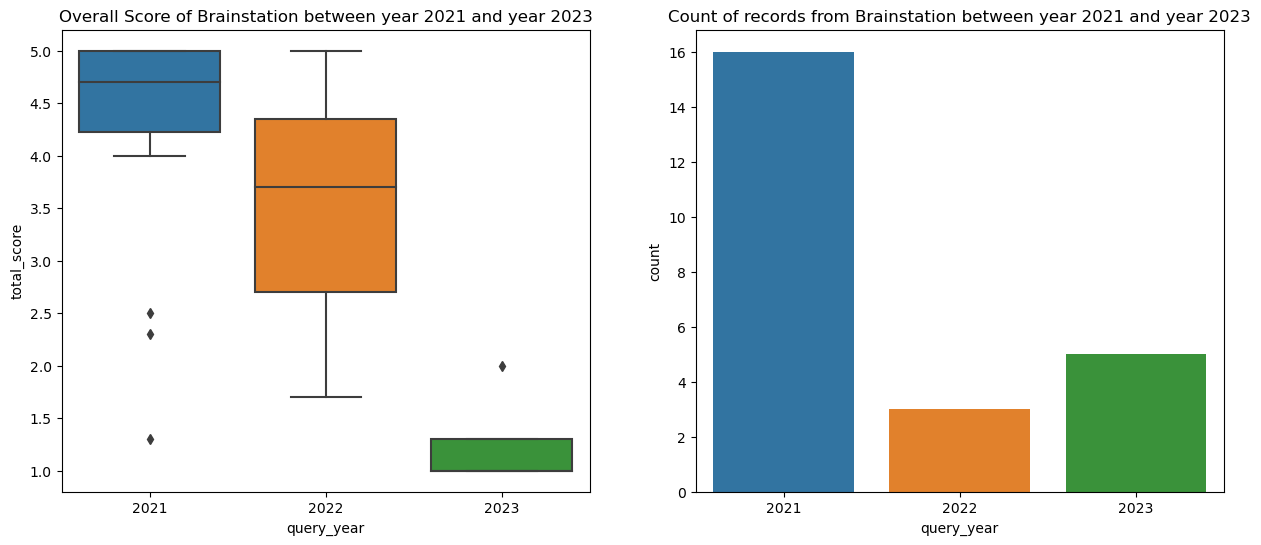 Overall Score of Brainstation between year 2021 and year 2023
total_score
5.0
4.5
4.0
3.5
3.0
2.5
2.0
1.5
1.0
2021 2022 2023
query_year
Count of records from Brainstation between year 2021 and year 2023
count
16
14
12
10
8
6
4
2
0
2021 2022 2023
query_year